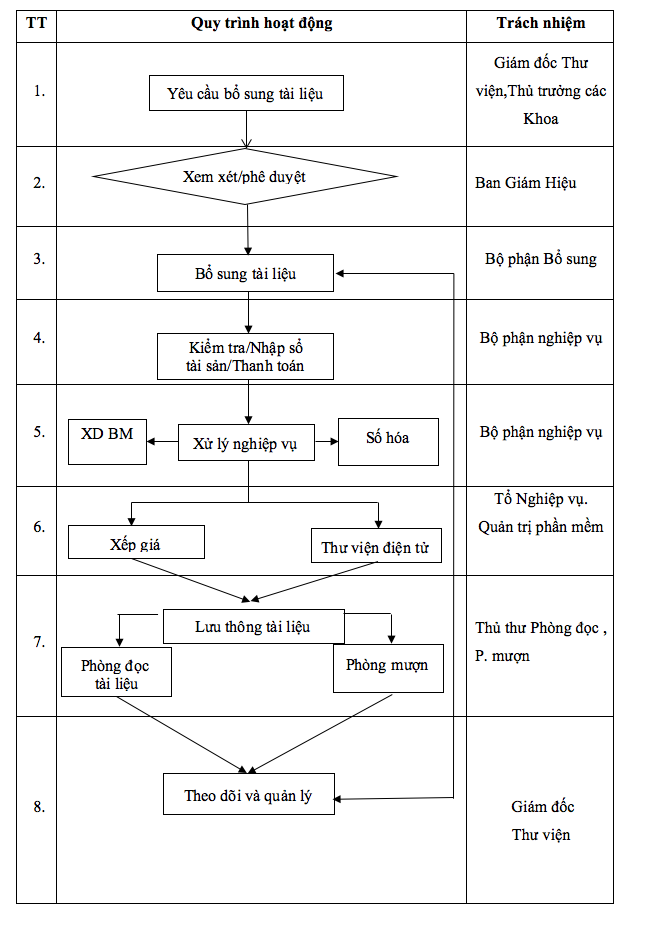 TT
Quy trình hoạt động
Trách nhiệm
1.
Yêu cầu bổ sung tài liệu
Giám đốc Thư
viện,Thủ trưởng các
Khoa
2.
Xem xét/phê duyệt
Ban Giám Hiệu
3.
Bổ sung tài liệu
Bộ phận Bổ sung
4.
Kiểm tra/Nhập sổ
tài sản/Thanh toán
Bộ phận nghiệp vụ
5.
XD BM
Xử lý nghiệp vụ
Số hóa
Bộ phận nghiệp vụ
6.
Xếp giá
Thư viện điện tử
Tổ Nghiệp vụ.
Quản trị phần mềm
7.
Lưu thông tài liệu
Phòng đọc
tài liệu
Phòng mượn
Thủ thư Phòng đọc ,
P. mượn
8.
Theo dõi và quản lý
Giám đốc
Thư viện